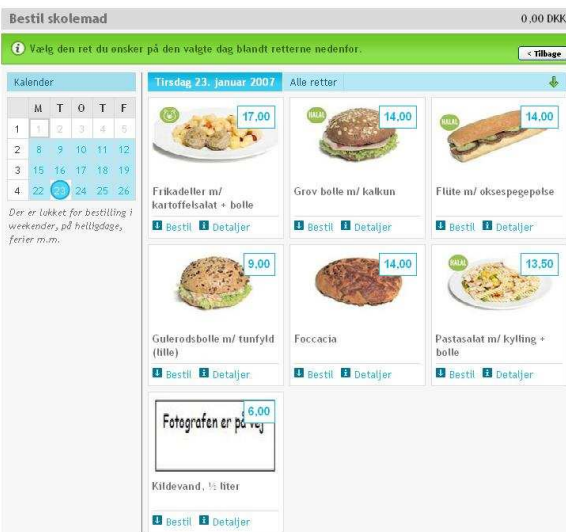 Bestil skolemad
0,00 DKK
Vælg den ret du ønsker på den valgte dag blandt retterne nedenfor.
< Tilbage
Kalender
M T O T F
1 1 2 3 4 5
2 8 9 10 11 12
3 15 16 17 18 19
4 22 23 24 25 26
Der er lukket for bestilling i
weekender, på helligdage,
ferier m.m.
Tirsdag 23. januar 2007
Alle retter
17,00
Frikadeller m/
kartoffelsalat + bolle
Bestil Detaljer
HALAL
14,00
Grov bolle m/ kalkun
Bestil Detaljer
HALAL
14,00
Flüte m/ oksespegepølse
Bestil Detaljer
9,00
Gulerodsbolle m/ tunfyld
(lille)
Bestil Detaljer
14,00
Foccacia
Bestil Detaljer
HALAL
13,50
Pastasalat m/ kylling +
bolle
Bestil Detaljer
6,00
Fotografen er på vej
Kildevand, ½ liter
Bestil Detaljer